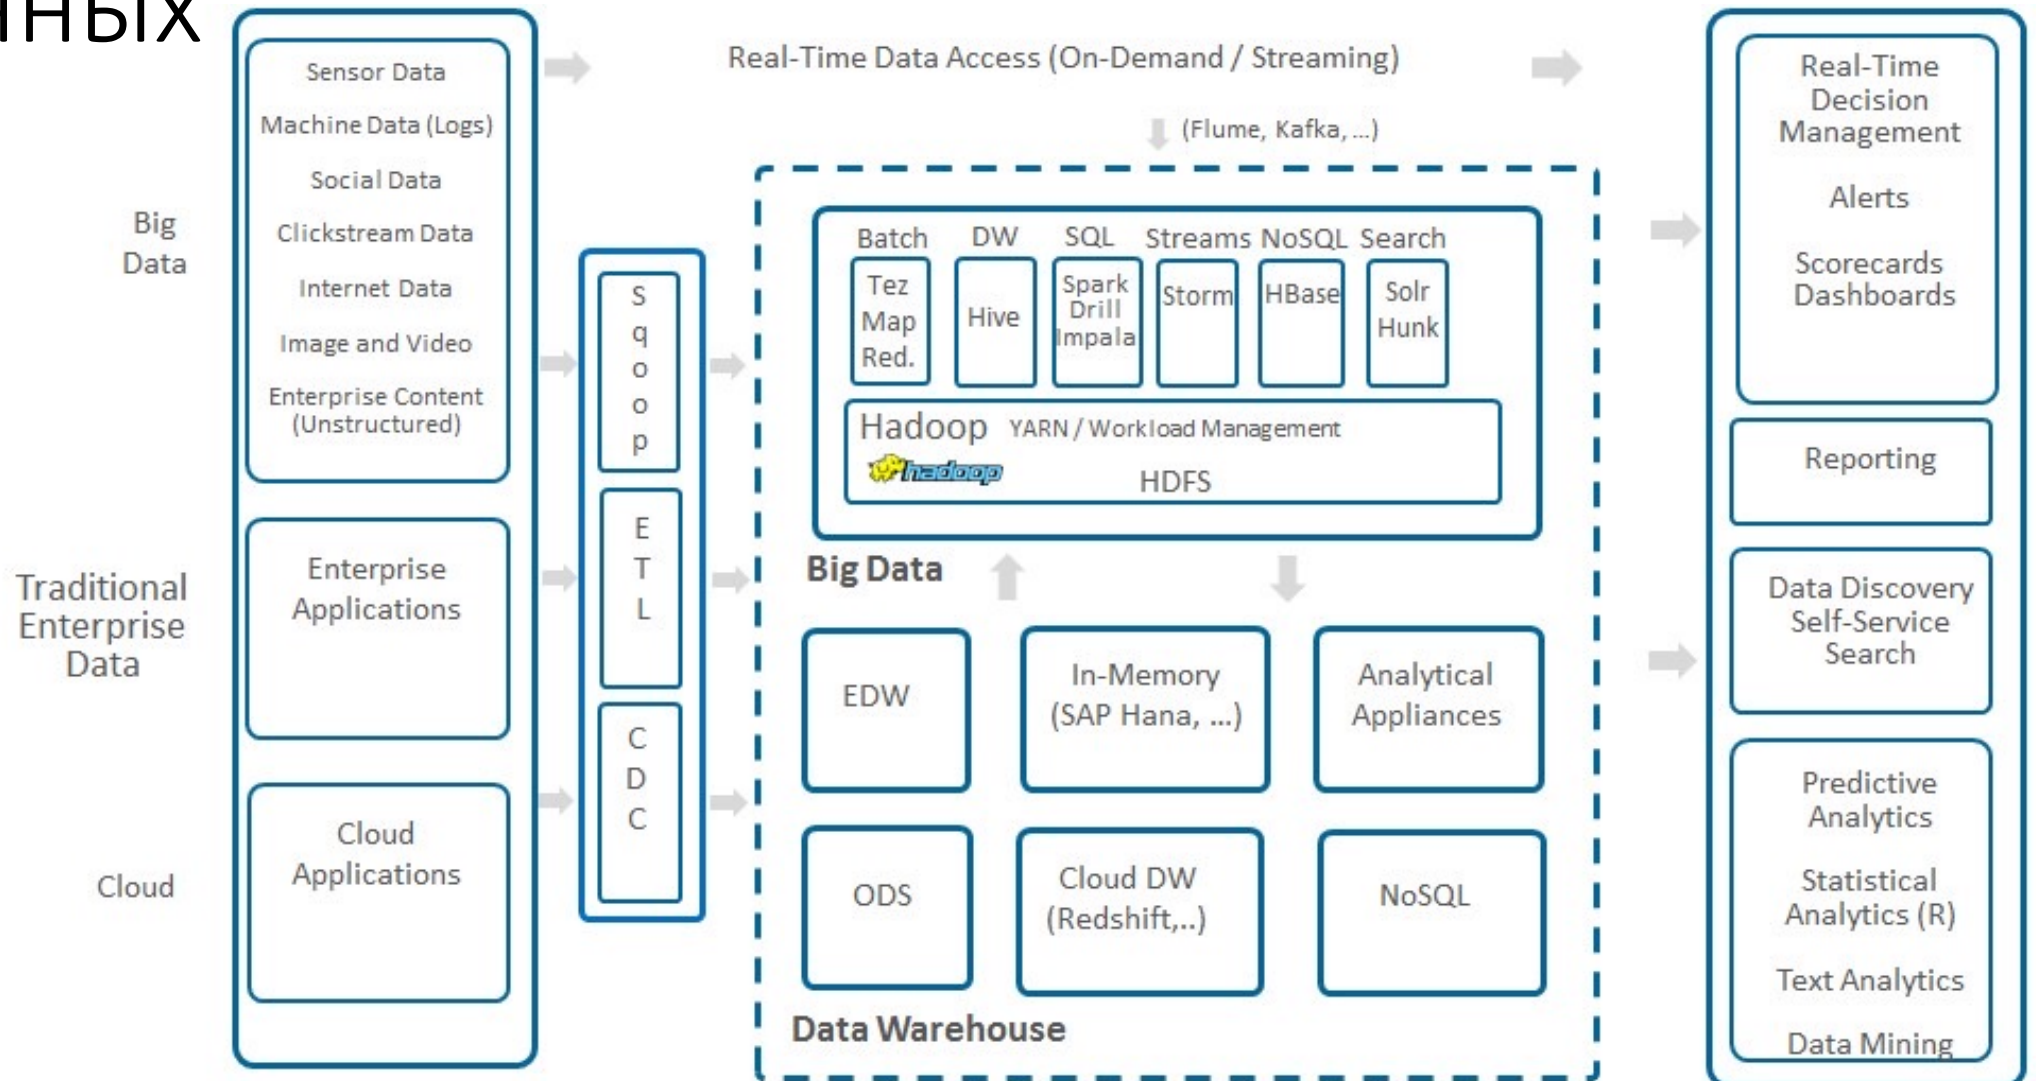 Big
Data
Traditional
Enterprise
Data
Cloud
Sensor Data
Machine Data (Logs)
Social Data
Clickstream Data
Internet Data
Image and Video
Enterprise Content
(Unstructured)
Enterprise
Applications
Cloud
Applications
Sqoop
ETL
CDC
Real-Time Data Access (On-Demand / Streaming)
(Flume, Kafka, ...)
Batch
Tez
Map
Red.
DW
Hive
SQL
Spark
Drill
Impala
Streams
Storm
NoSQL
HBase
Search
Solr
Hunk
Hadoop YARN / Workload Management
hadoop
HDFS
Big Data
EDW
In-Memory
(SAP Hana, ...)
Analytical
Appliances
ODS
Cloud DW
(Redshift,..)
NoSQL
Data Warehouse
Real-Time
Decision
Management
Alerts
Scorecards
Dashboards
Reporting
Data Discovery
Self-Service
Search
Predictive
Analytics
Statistical
Analytics (R)
Text Analytics
Data Mining